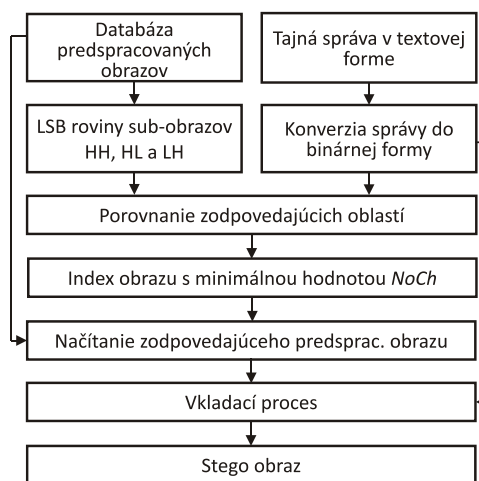 Databáza
predspracovaných
obrazov
Tajná správa v textovej
forme
LSB roviny sub-obrazov
HH, HL a LH
Konverzia správy do
binárnej formy
Porovnanie zodpovedajúcich oblastí
Index obrazu s minimálnou hodnotou NoCh
Načítanie zodpovedajúceho predsprac. obrazu
Vkladací proces
Stego obraz